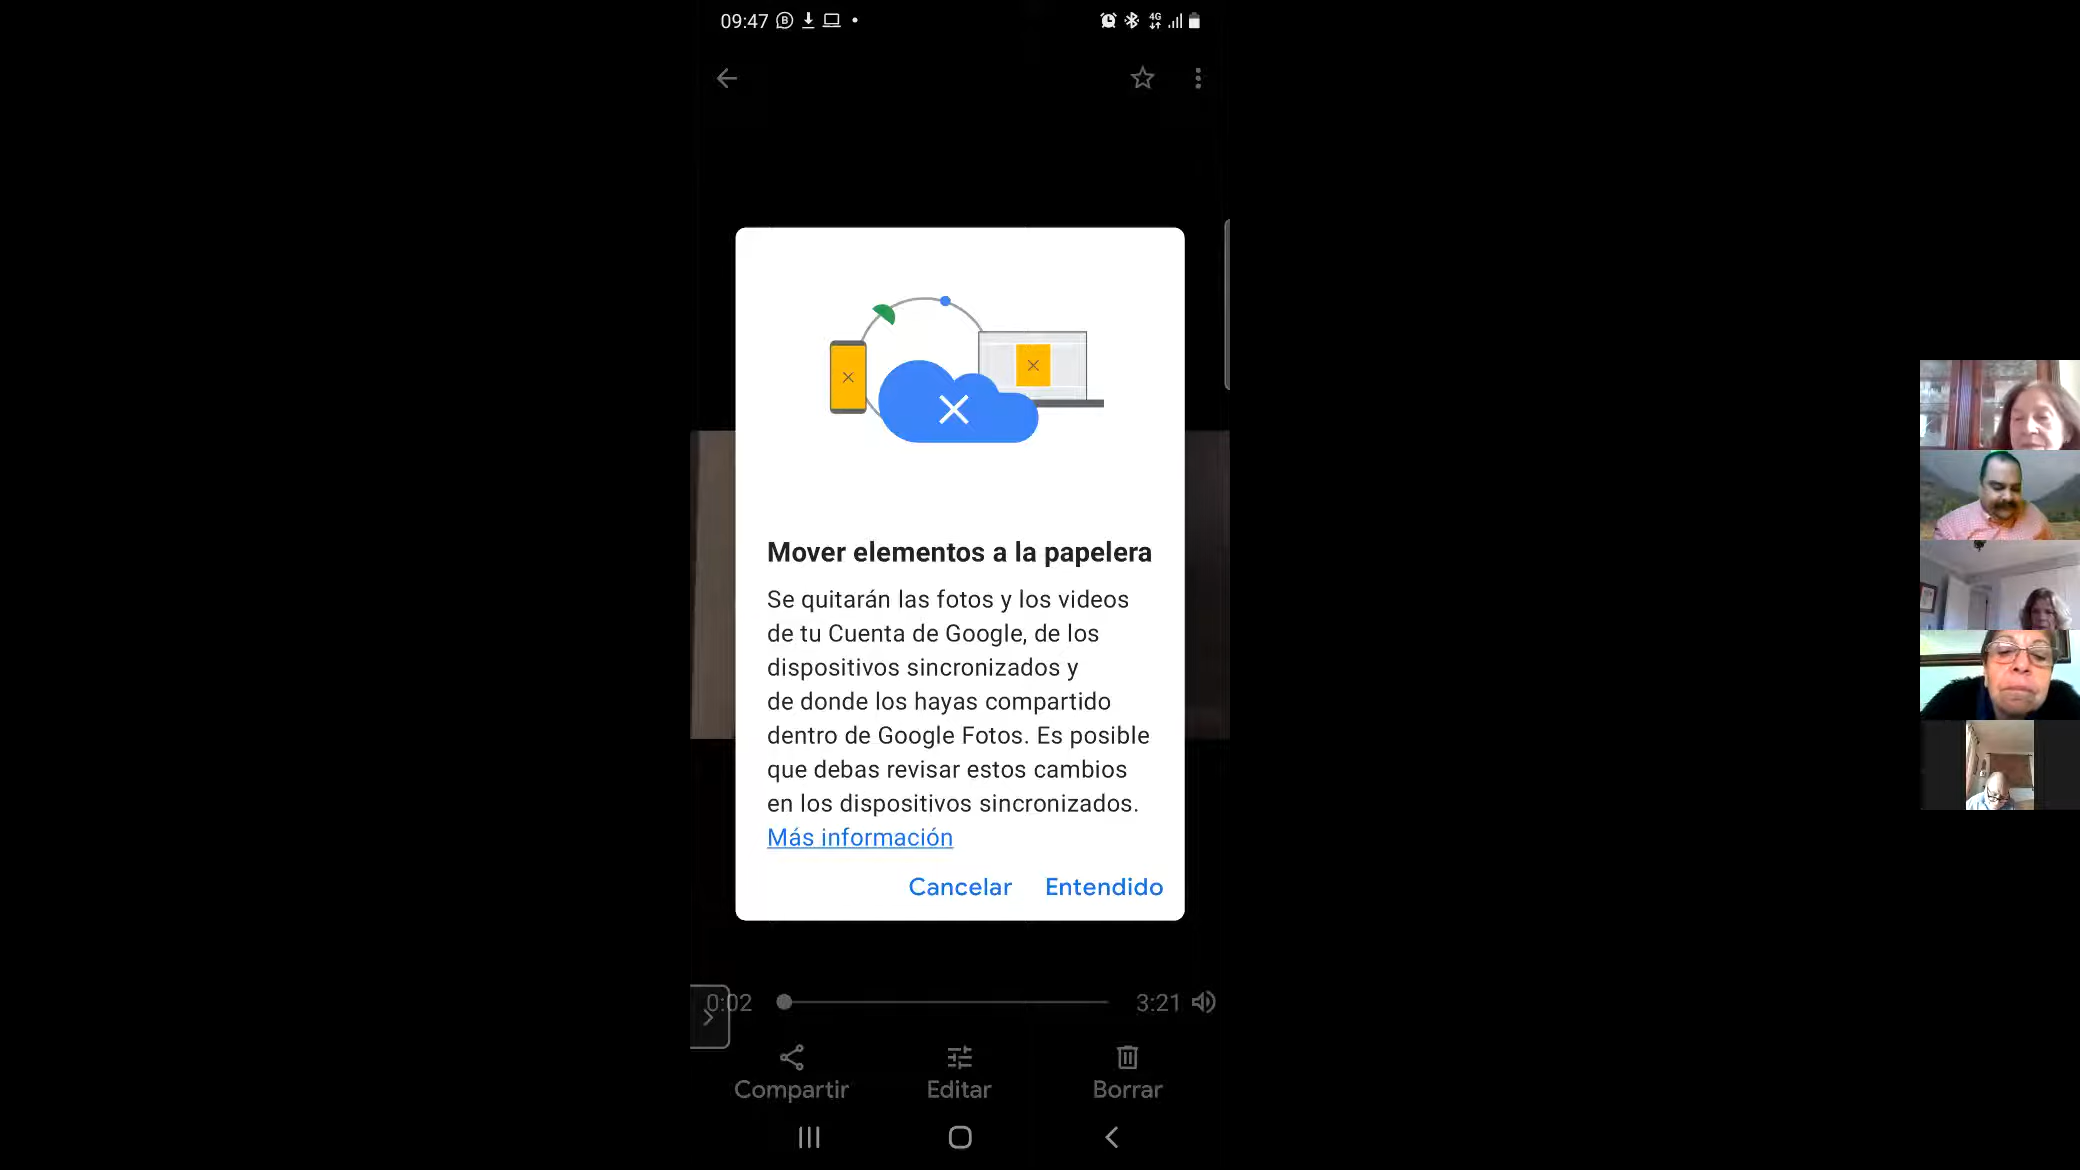 09:47
4G
Mover elementos a la papelera
Se quitarán las fotos y los videos
de tu Cuenta de Google, de los
dispositivos sincronizados y
de donde los hayas compartido
dentro de Google Fotos. Es posible
que debas revisar estos cambios
en los dispositivos sincronizados.
Más información
Cancelar Entendido
0:02 3:21
Compartir Editar Borrar